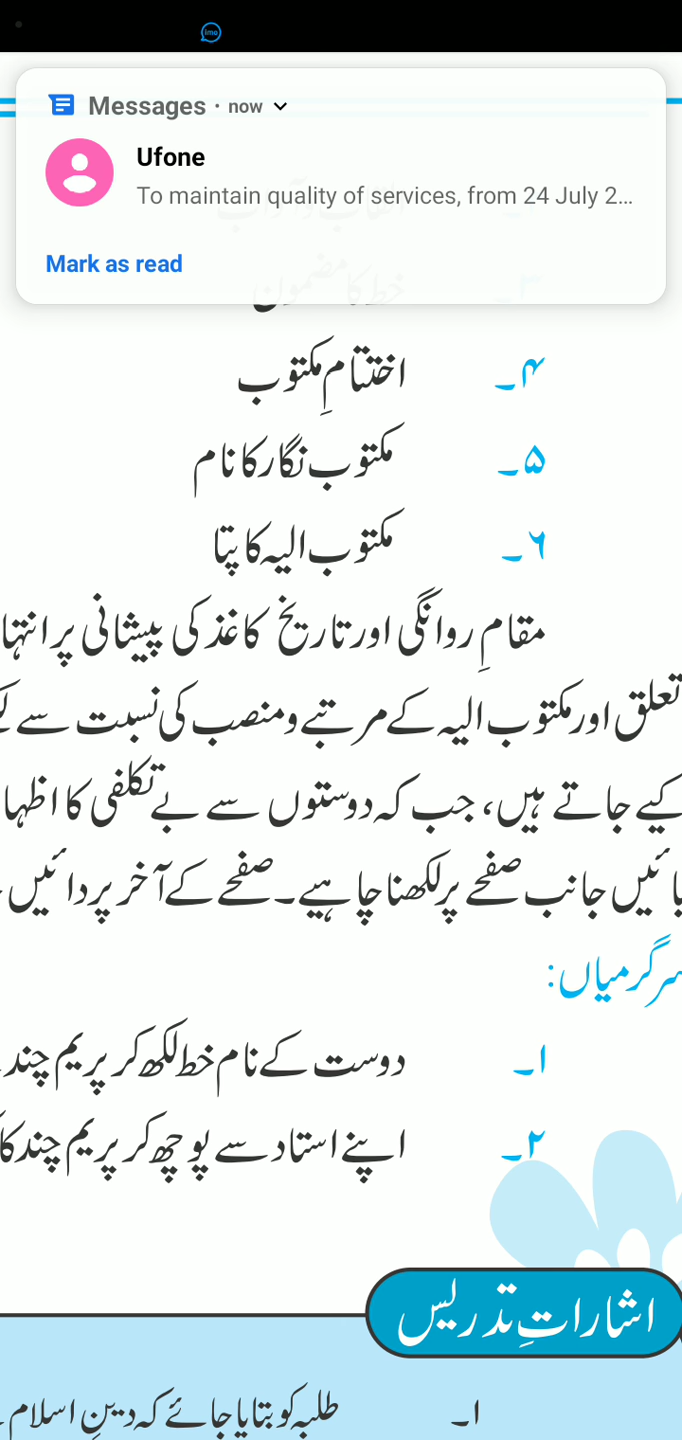 Messages · now
Ufone
To maintain quality of services, from 24 July 2...
Mark as read
۳۔ خط کا مضمون
۴۔ اختتامِ مکتوب
۵۔ مکتوب نگار کا نام
۶۔ مکتوب الیہ کا پتا
مقامِ روانگی اور تاریخ کاغذ کی پیشانی پر انتہا
تعلق اور مکتوب الیہ کے مرتبے و منصب کی نسبت سے
کیے جاتے ہیں، جب کہ دوستوں سے بے تکلفی کا اظہا
بائیں جانب صفحے پر لکھنا چاہیے۔ صفحے کے آخر پر دائیں
سرگرمیاں:
۱۔ دوست کے نام خط لکھ کر پریم چند
۲۔ اپنے استاد سے پوچھ کر پریم چند کا
اشاراتِ تدریس
۱۔ طلبہ کو بتایا جائے کہ دینِ اسلام